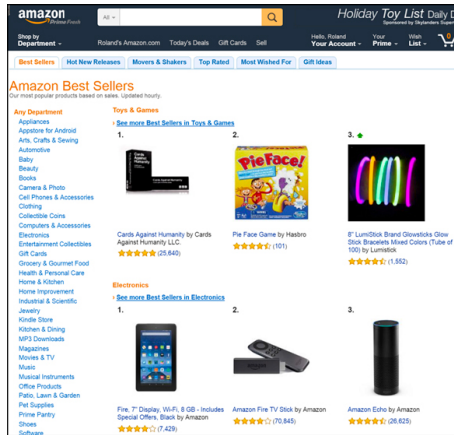 amazon
Prime Fresh
All
Holiday Toy List Daily D
Sponsored by Skylanders Super
Shop by
Department
Roland's Amazon.com Today's Deals Gift Cards Sell
Hello, Roland
Your Account
Your
Prime
Wish
List
0
Best Sellers Hot New Releases Movers & Shakers Top Rated Most Wished For Gift Ideas
Amazon Best Sellers
Our most popular products based on sales. Updated hourly.
Any Department
Appliances
Appstore for Android
Arts, Crafts & Sewing
Automotive
Baby
Beauty
Books
Camera & Photo
Cell Phones & Accessories
Clothing
Collectible Coins
Computers & Accessories
Electronics
Entertainment Collectibles
Gift Cards
Grocery & Gourmet Food
Health & Personal Care
Home & Kitchen
Home Improvement
Industrial & Scientific
Jewelry
Kindle Store
Kitchen & Dining
MP3 Downloads
Magazines
Movies & TV
Music
Musical Instruments
Office Products
Patio, Lawn & Garden
Pet Supplies
Prime Pantry
Shoes
Software
Toys & Games
› See more Best Sellers in Toys & Games
1. 2. 3.
Cards
Against
Humanity
Pie Face!
Cards Against Humanity by Cards
Against Humanity LLC.
(25,640)
Pie Face Game by Hasbro
(101)
8" LumiStick Brand Glowsticks Glow
Stick Bracelets Mixed Colors (Tube of
100) by Lumistick
(1,552)
Electronics
› See more Best Sellers in Electronics
1. 2. 3.
Fire, 7" Display, Wi-Fi, 8 GB - Includes
Special Offers, Black by Amazon
(7,429)
Amazon Fire TV Stick by Amazon
(70,845)
Amazon Echo by Amazon
(26,625)